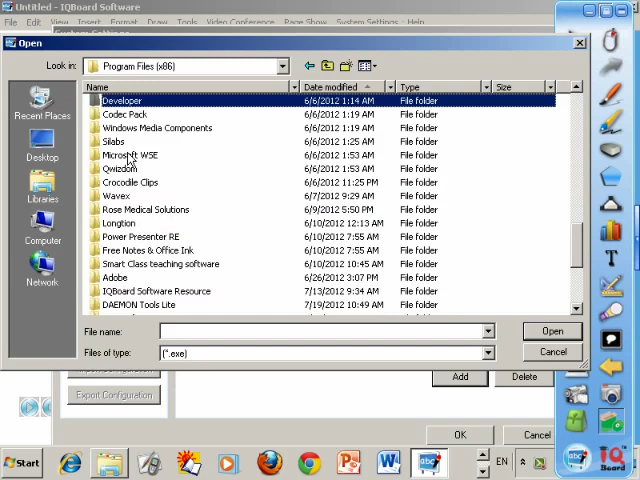 Untitled - IQBoard Software
File Edit View Insert Format Draw Tools Video Conference Page Show System Settings Help
Open
Look in: Program Files (x86)
Name Date modified Type Size
Developer 6/6/2012 1:14 AM File folder
Codec Pack 6/6/2012 1:19 AM File folder
Windows Media Components 6/6/2012 1:19 AM File folder
Silabs 6/6/2012 1:25 AM File folder
Microsoft WSE 6/6/2012 1:53 AM File folder
Qwizdom 6/6/2012 1:53 AM File folder
Crocodile Clips 6/6/2012 11:25 PM File folder
Wavex 6/7/2012 9:29 AM File folder
Rose Medical Solutions 6/9/2012 5:50 PM File folder
Longtion 6/10/2012 12:13 AM File folder
Power Presenter RE 6/10/2012 7:55 AM File folder
Free Notes & Office Ink 6/10/2012 7:55 AM File folder
Smart Class teaching software 6/10/2012 10:45 AM File folder
Adobe 6/26/2012 3:07 PM File folder
IQBoard Software Resource 7/13/2012 9:34 AM File folder
DAEMON Tools Lite 7/19/2012 10:49 AM File folder
Recent Places
Desktop
Libraries
Computer
Network
File name: Open
Files of type: (*.exe) Cancel
Add Delete
Export Configuration
OK Cancel
Start EN
abc
IQ Board